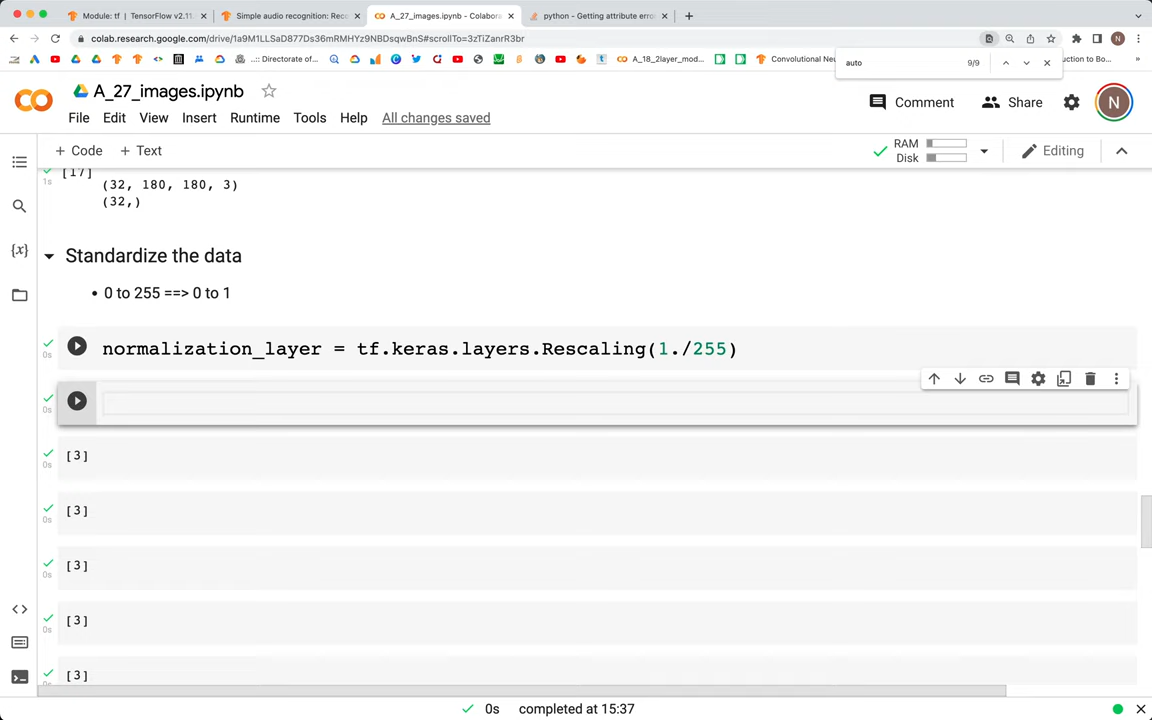 Module: tf | TensorFlow v2.11.
Simple audio recognition: Rec
A_27_images.ipynb - Colabora
python - Getting attribute erro
colab.research.google.com/drive/1a9M1LLSaD877Ds36mRMHYz9NBDsqwBnS#scrollTo=3zTiZanrR3br
..:: Directorate of...
A_18_2layer_mod...
Convolutional Neu
ction to Bo...
auto
9/9
A_27_images.ipynb
Comment
Share
N
File Edit View Insert Runtime Tools Help All changes saved
+ Code + Text
RAM
Disk
Editing
[17]
1s
(32, 180, 180, 3)
(32,)
Standardize the data
• 0 to 255 ==> 0 to 1
0s
normalization_layer = tf.keras.layers.Rescaling(1./255)
0s
[3]
0s
[3]
0s
[3]
0s
[3]
0s
[3]
0s
0s completed at 15:37